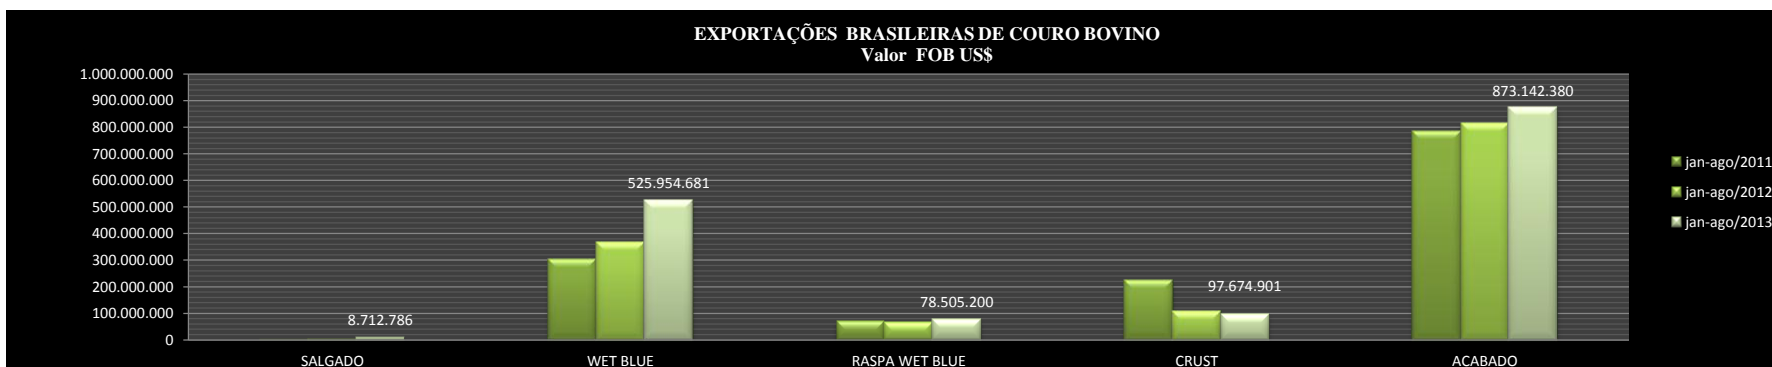 EXPORTAÇÕES BRASILEIRAS DE COURO BOVINO
Valor FOB US$
1.000.000.000
900.000.000
800.000.000
700.000.000
600.000.000
500.000.000
400.000.000
300.000.000
200.000.000
100.000.000
0
8.712.786
525.954.681
78.505.200
97.674.901
873.142.380
SALGADO
WET BLUE
RASPA WET BLUE
CRUST
ACABADO
jan-ago/2011
jan-ago/2012
jan-ago/2013